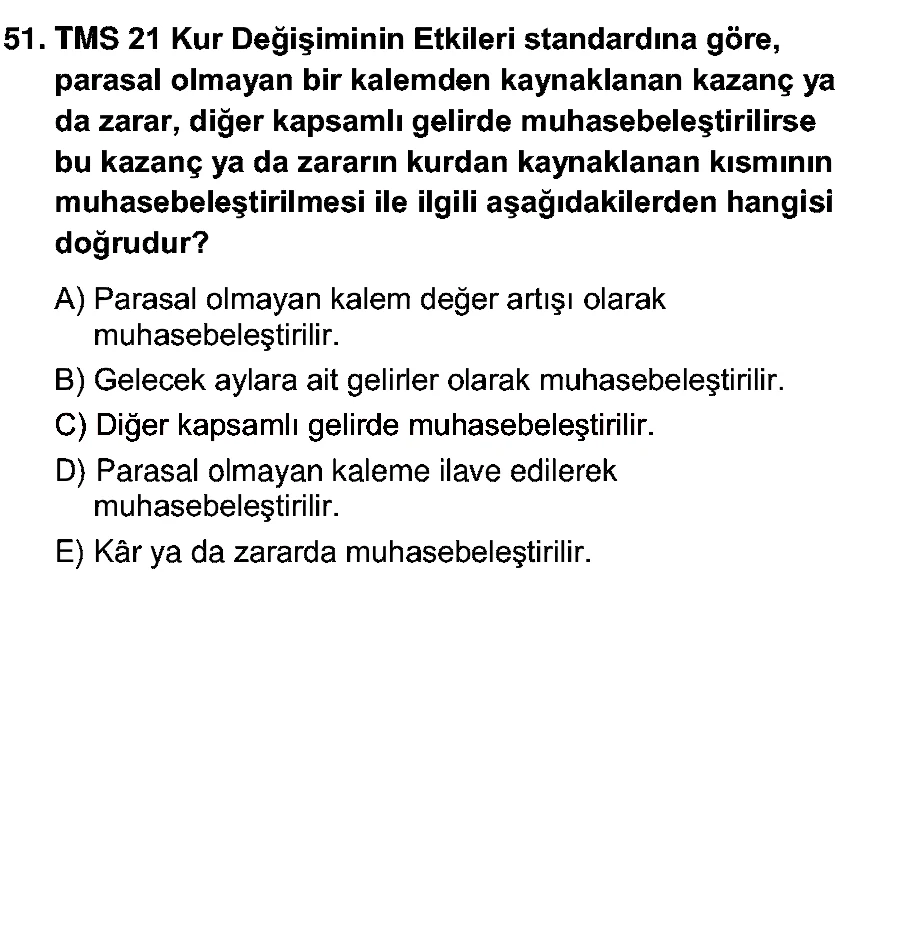 51. TMS 21 Kur Değişiminin Etkileri standardına göre,
parasal olmayan bir kalemden kaynaklanan kazanç ya
da zarar, diğer kapsamlı gelirde muhasebeleştirilirse
bu kazanç ya da zararın kurdan kaynaklanan kısmının
muhasebeleştirilmesi ile ilgili aşağıdakilerden hangisi
doğrudur?
A) Parasal olmayan kalem değer artışı olarak
muhasebeleştirilir.
B) Gelecek aylara ait gelirler olarak muhasebeleştirilir.
C) Diğer kapsamlı gelirde muhasebeleştirilir.
D) Parasal olmayan kaleme ilave edilerek
muhasebeleştirilir.
E) Kâr ya da zararda muhasebeleştirilir.